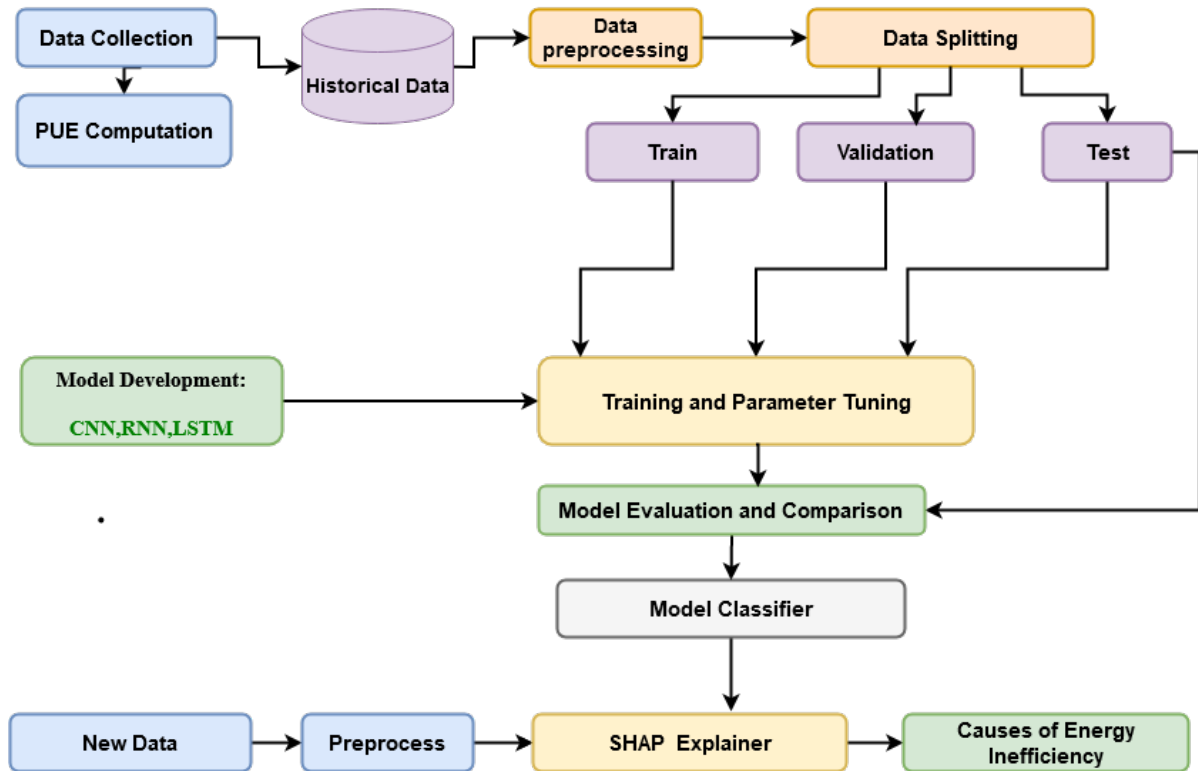 Data Collection
Historical Data
Data
preprocessing
Data Splitting
PUE Computation
Train
Validation
Test
Model Development:
CNN,RNN,LSTM
Training and Parameter Tuning
Model Evaluation and Comparison
Model Classifier
New Data
Preprocess
SHAP Explainer
Causes of Energy
Inefficiency